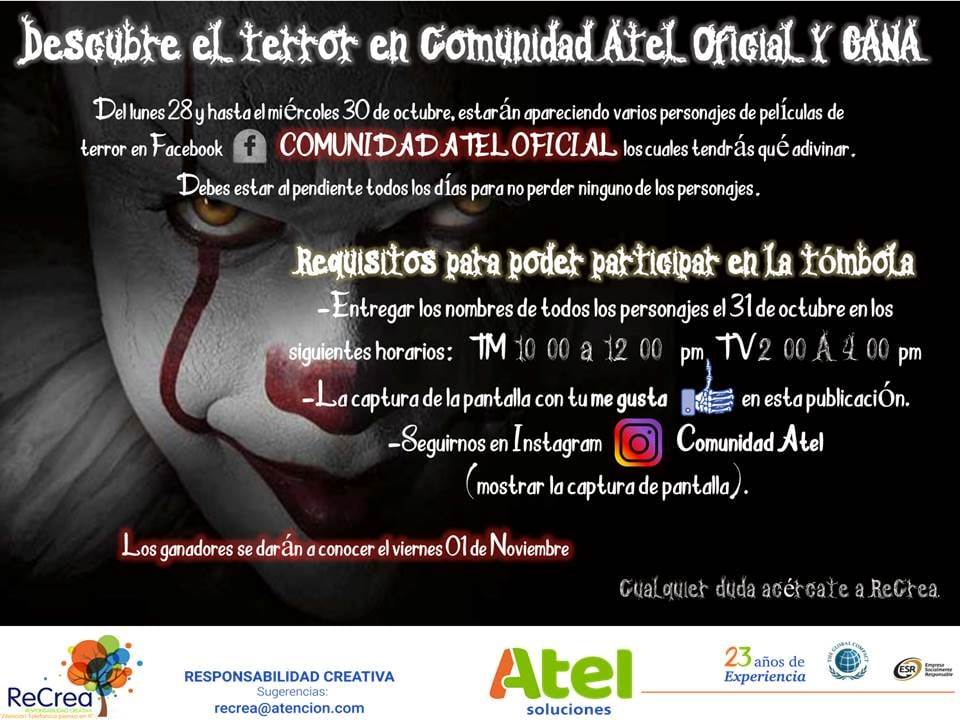 Descubre el terror en Comunidad Atel Oficial Y GANA
Del lunes 28 y hasta el miércoles 30 de octubre, estarán apareciendo varios personajes de películas de
terror en Facebook f COMUNIDAD ATEL OFICIAL los cuales tendrás qué adivinar.
Debes estar al pendiente todos los días para no perder ninguno de los personajes.
Requisitos para poder participar en la tómbola
-Entregar los nombres de todos los personajes el 31 de octubre en los
siguientes horarios: TM 10 00 a 12 00 pm, TV 2 00 A 4 00 pm
-La captura de la pantalla con tu me gusta en esta publicación.
-Seguirnos en Instagram Comunidad Atel
(mostrar la captura de pantalla).
Los ganadores se darán a conocer el viernes 01 de Noviembre
Cualquier duda acércate a ReCrea.
ReCrea
RESPONSABILIDAD CREATIVA
RESPONSABILIDAD CREATIVA
Sugerencias:
recrea@atencion.com
Atel
soluciones
23 años de
Experiencia
THE GLOBAL COMPACT
ESR
Empresa
Socialmente
Responsable